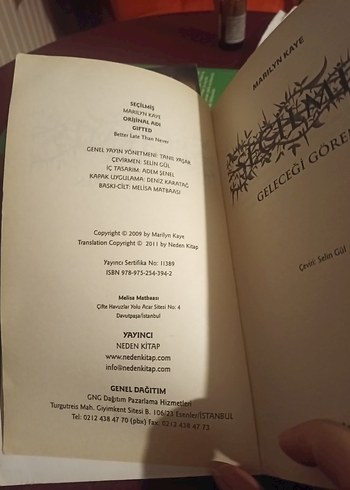 SEÇİLMİŞ
MARILYN KAYE
ORİJİNAL ADI
GIFTED
Better Late Than Never
GENEL YAYIN YÖNETMENİ: TANIL YAŞAR
ÇEVİRMEN: SELİN GÜL
İÇ TASARIM: ADEM ŞENEL
KAPAK UYGULAMA: DENİZ KARATAĞ
BASKI-CİLT: MELİSA MATBAASI
Copyright © 2009 by Marilyn Kaye
Translation Copyright © 2011 by Neden Kitap
Yayıncı Sertifika No: 11389
ISBN 978-975-254-394-2
Melisa Matbaası
Çifte Havuzlar Yolu Acar Sitesi No: 4
Davutpaşa/İstanbul
YAYINCI
NEDEN KİTAP
www.nedenkitap.com
info@nedenkitap.com
GENEL DAĞITIM
GNG Dağıtım Pazarlama Hizmetleri
Turgutreis Mah. Giyimkent Sitesi B. 106/23 Esenler/İSTANBUL
Tel: 0212 438 47 70 (pbx) Fax: 0212 438 47 73
MARILYN KAYE
SEÇİLMİ
GELECEĞİ GÖREN
Çeviri: Selin Gül